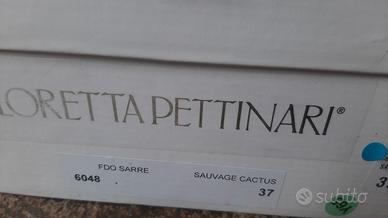 LORETTA PETTINARI®
FDO SARRE
SAUVAGE CACTUS
6048
37
subito